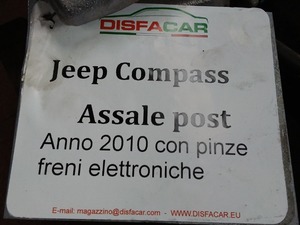 DISFACAR
Jeep Compass
Assale post
Anno 2010 con pinze
freni elettroniche
E-mail: magazzino@disfacar.com - WWW.DISFACAR.EU